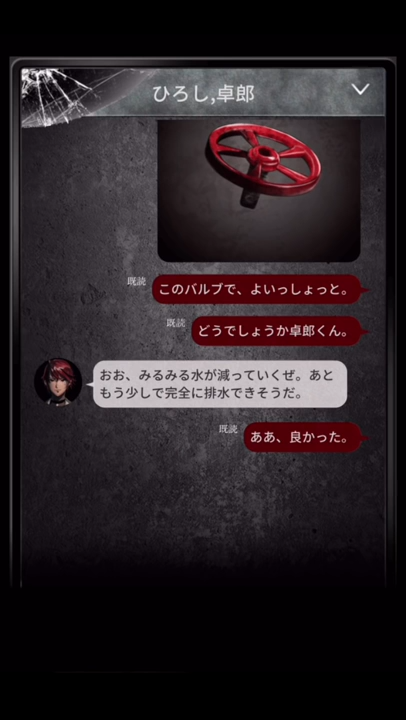 ひろし,卓郎
既読
このバルブで、よいっしょっと。
既読
どうでしょうか卓郎くん。
おお、みるみる水が減っていくぜ。あと
もう少しで完全に排水できそうだ。
既読
ああ、良かった。